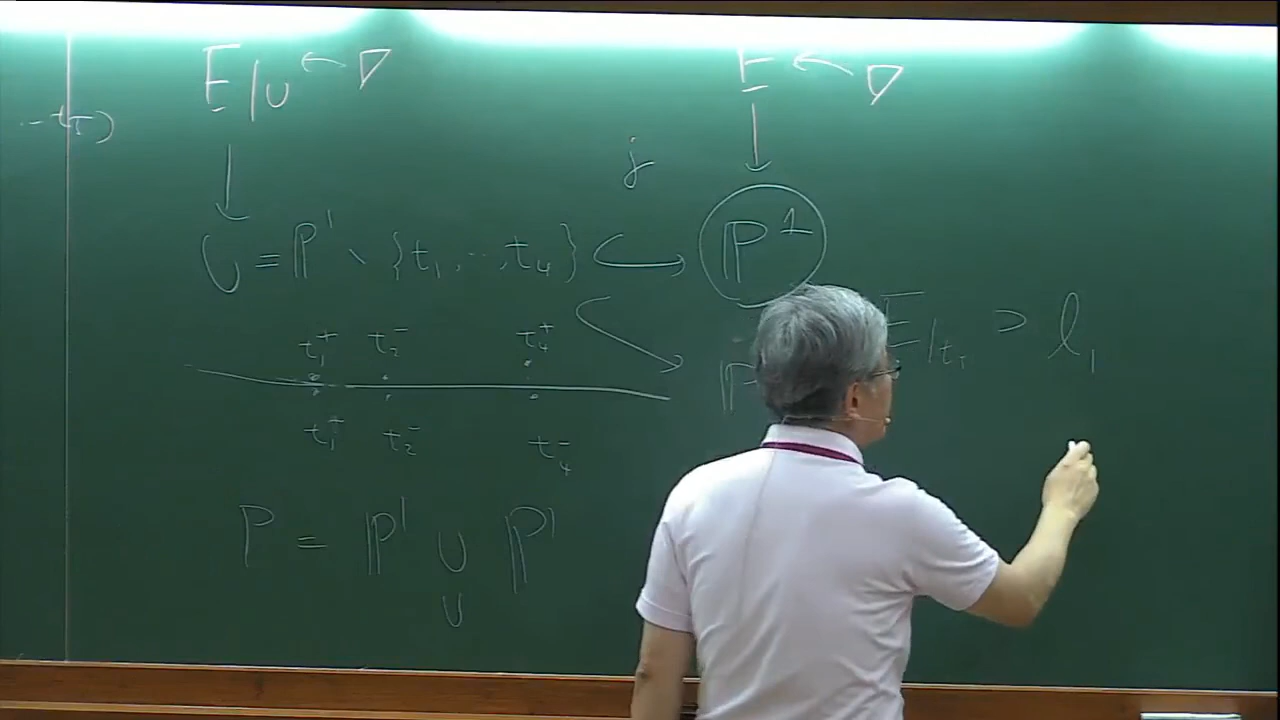 E|U ← ∇
E ← ∇
↓
↓
j
U = ℙ¹ \ {t₁, ..., t₄} ↪ ℙ¹
↪ ℙ
E|t₁ ⊃ l₁
t₁⁺ t₂⁻ t₄⁺
t₁⁺ t₂⁻ t₄⁻
P = ℙ¹ ∪ ℙ¹
U